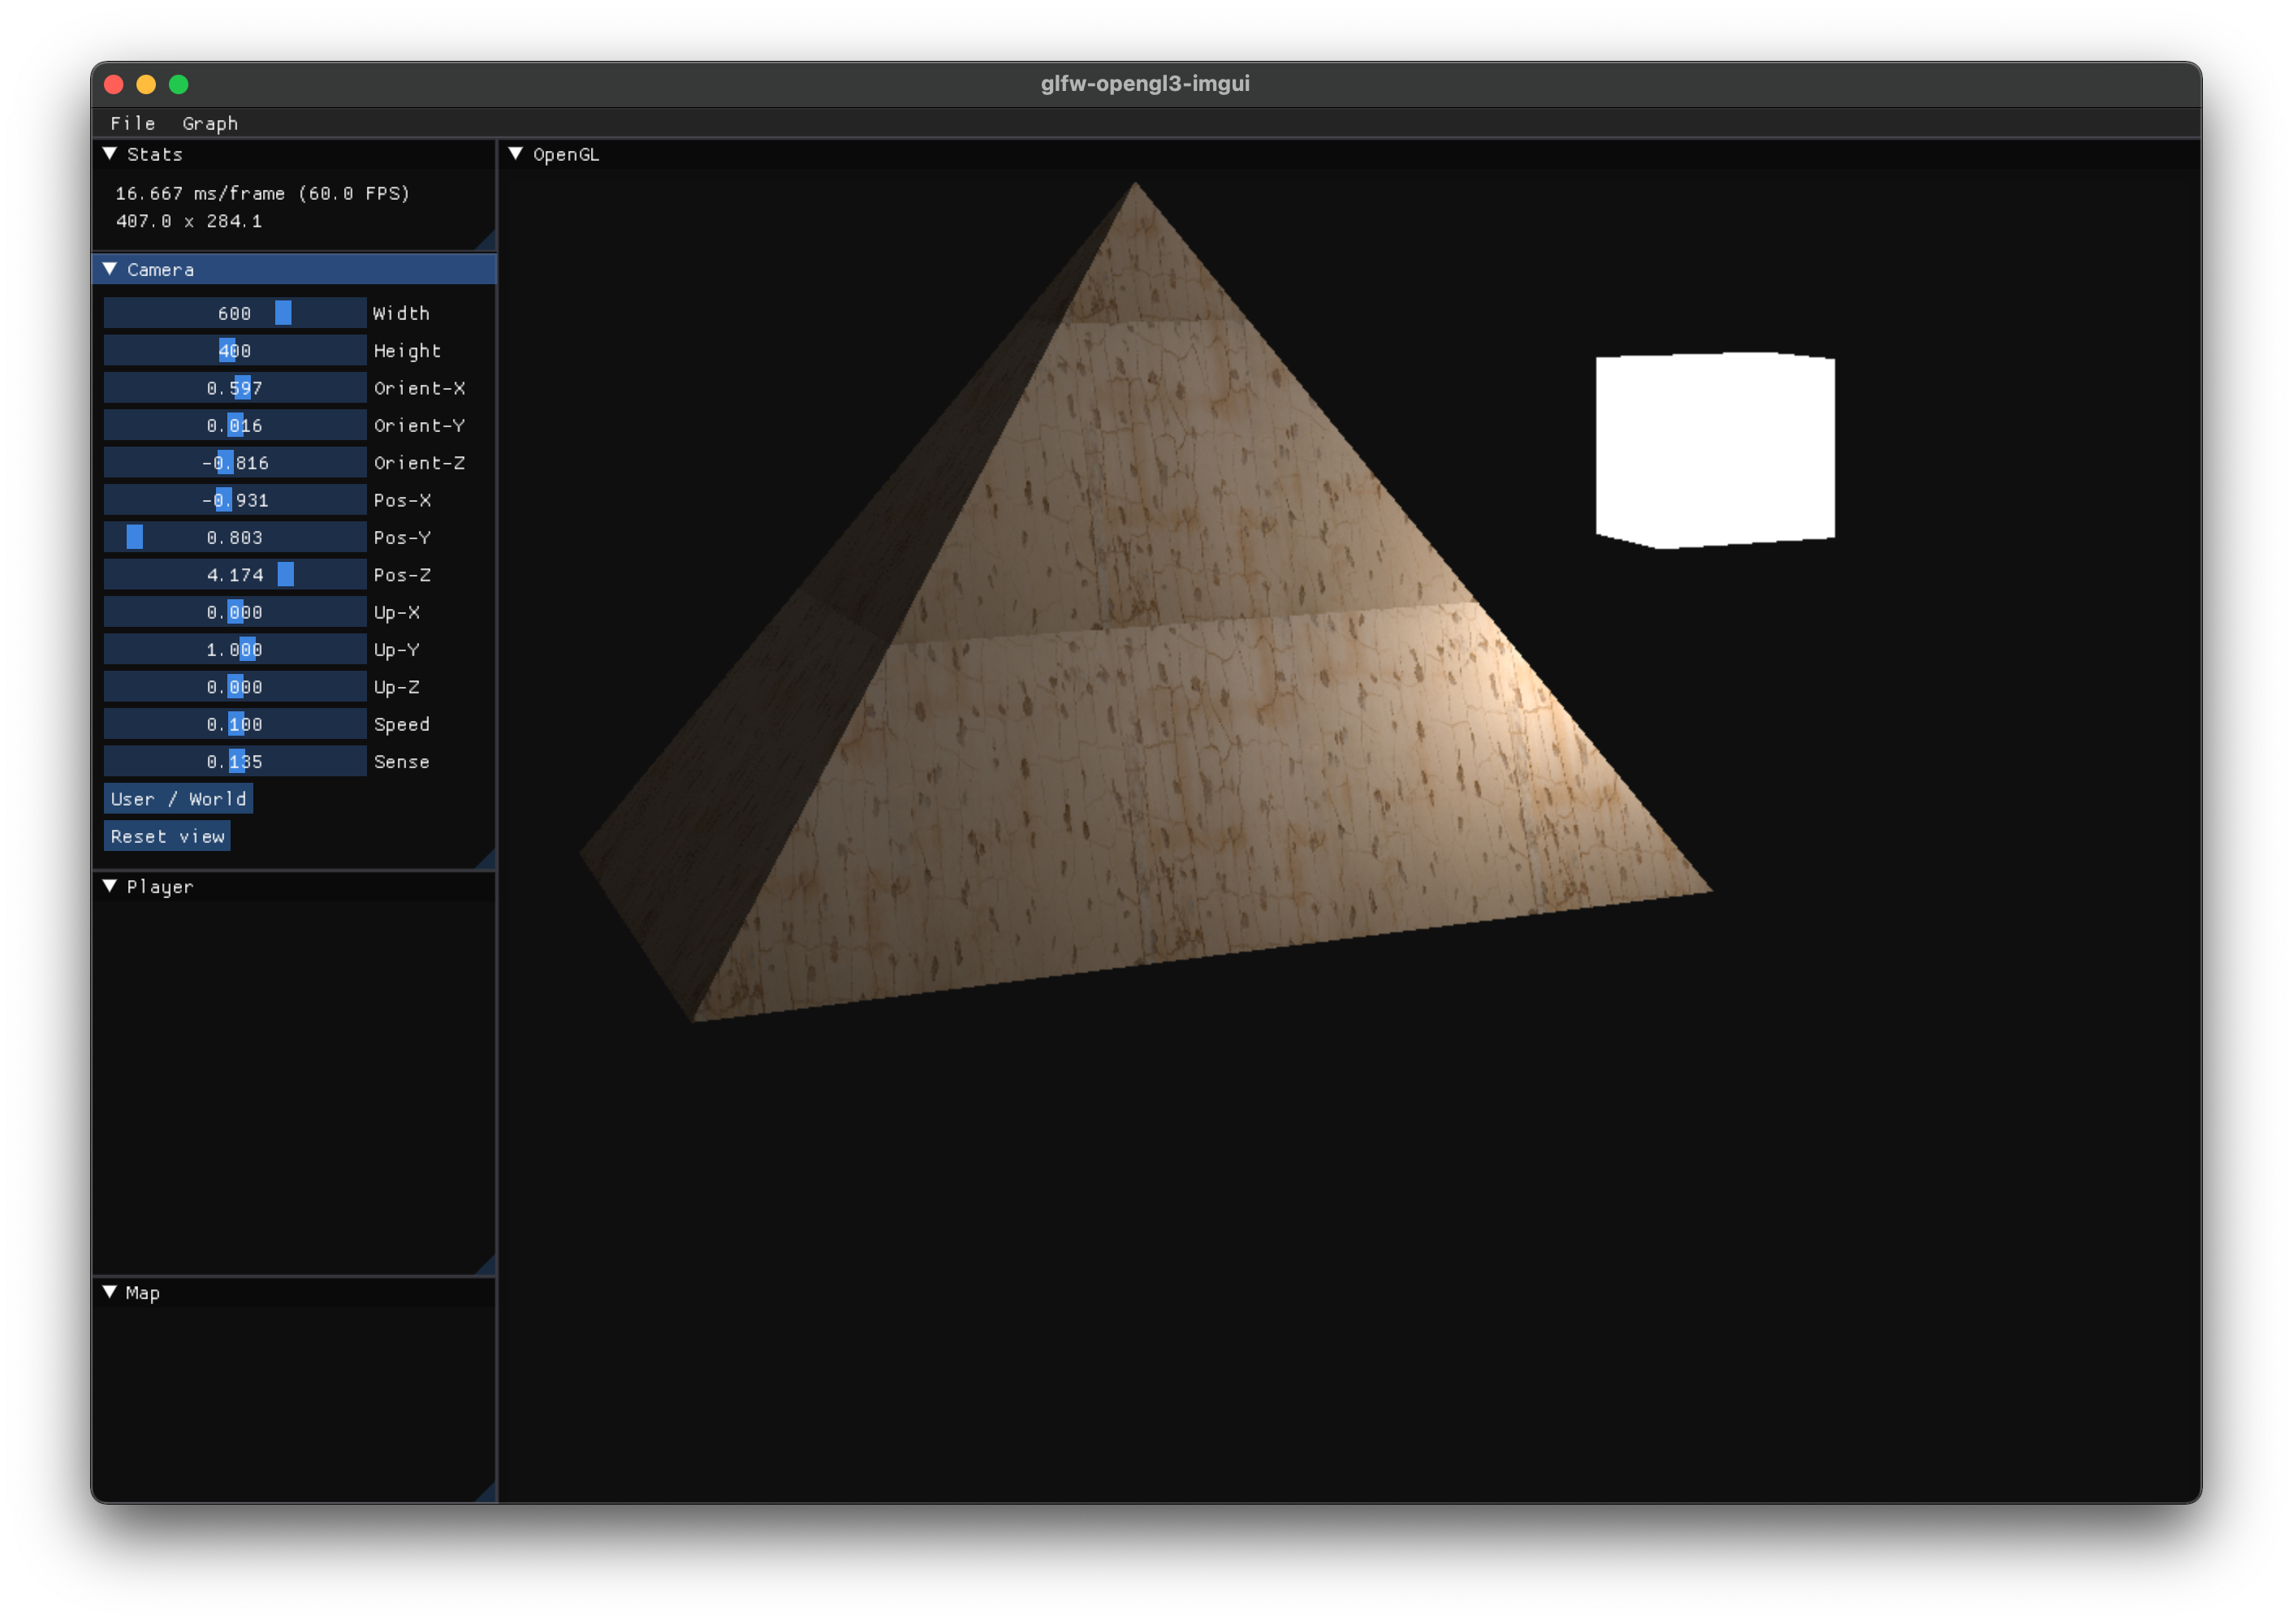 glfw-opengl3-imgui
File Graph
Stats
16.667 ms/frame (60.0 FPS)
407.0 x 284.1
Camera
600 Width
400 Height
0.597 Orient-X
0.016 Orient-Y
-0.816 Orient-Z
-0.931 Pos-X
0.803 Pos-Y
4.174 Pos-Z
0.000 Up-X
1.000 Up-Y
0.000 Up-Z
0.100 Speed
0.135 Sense
User / World
Reset view
Player
Map
OpenGL